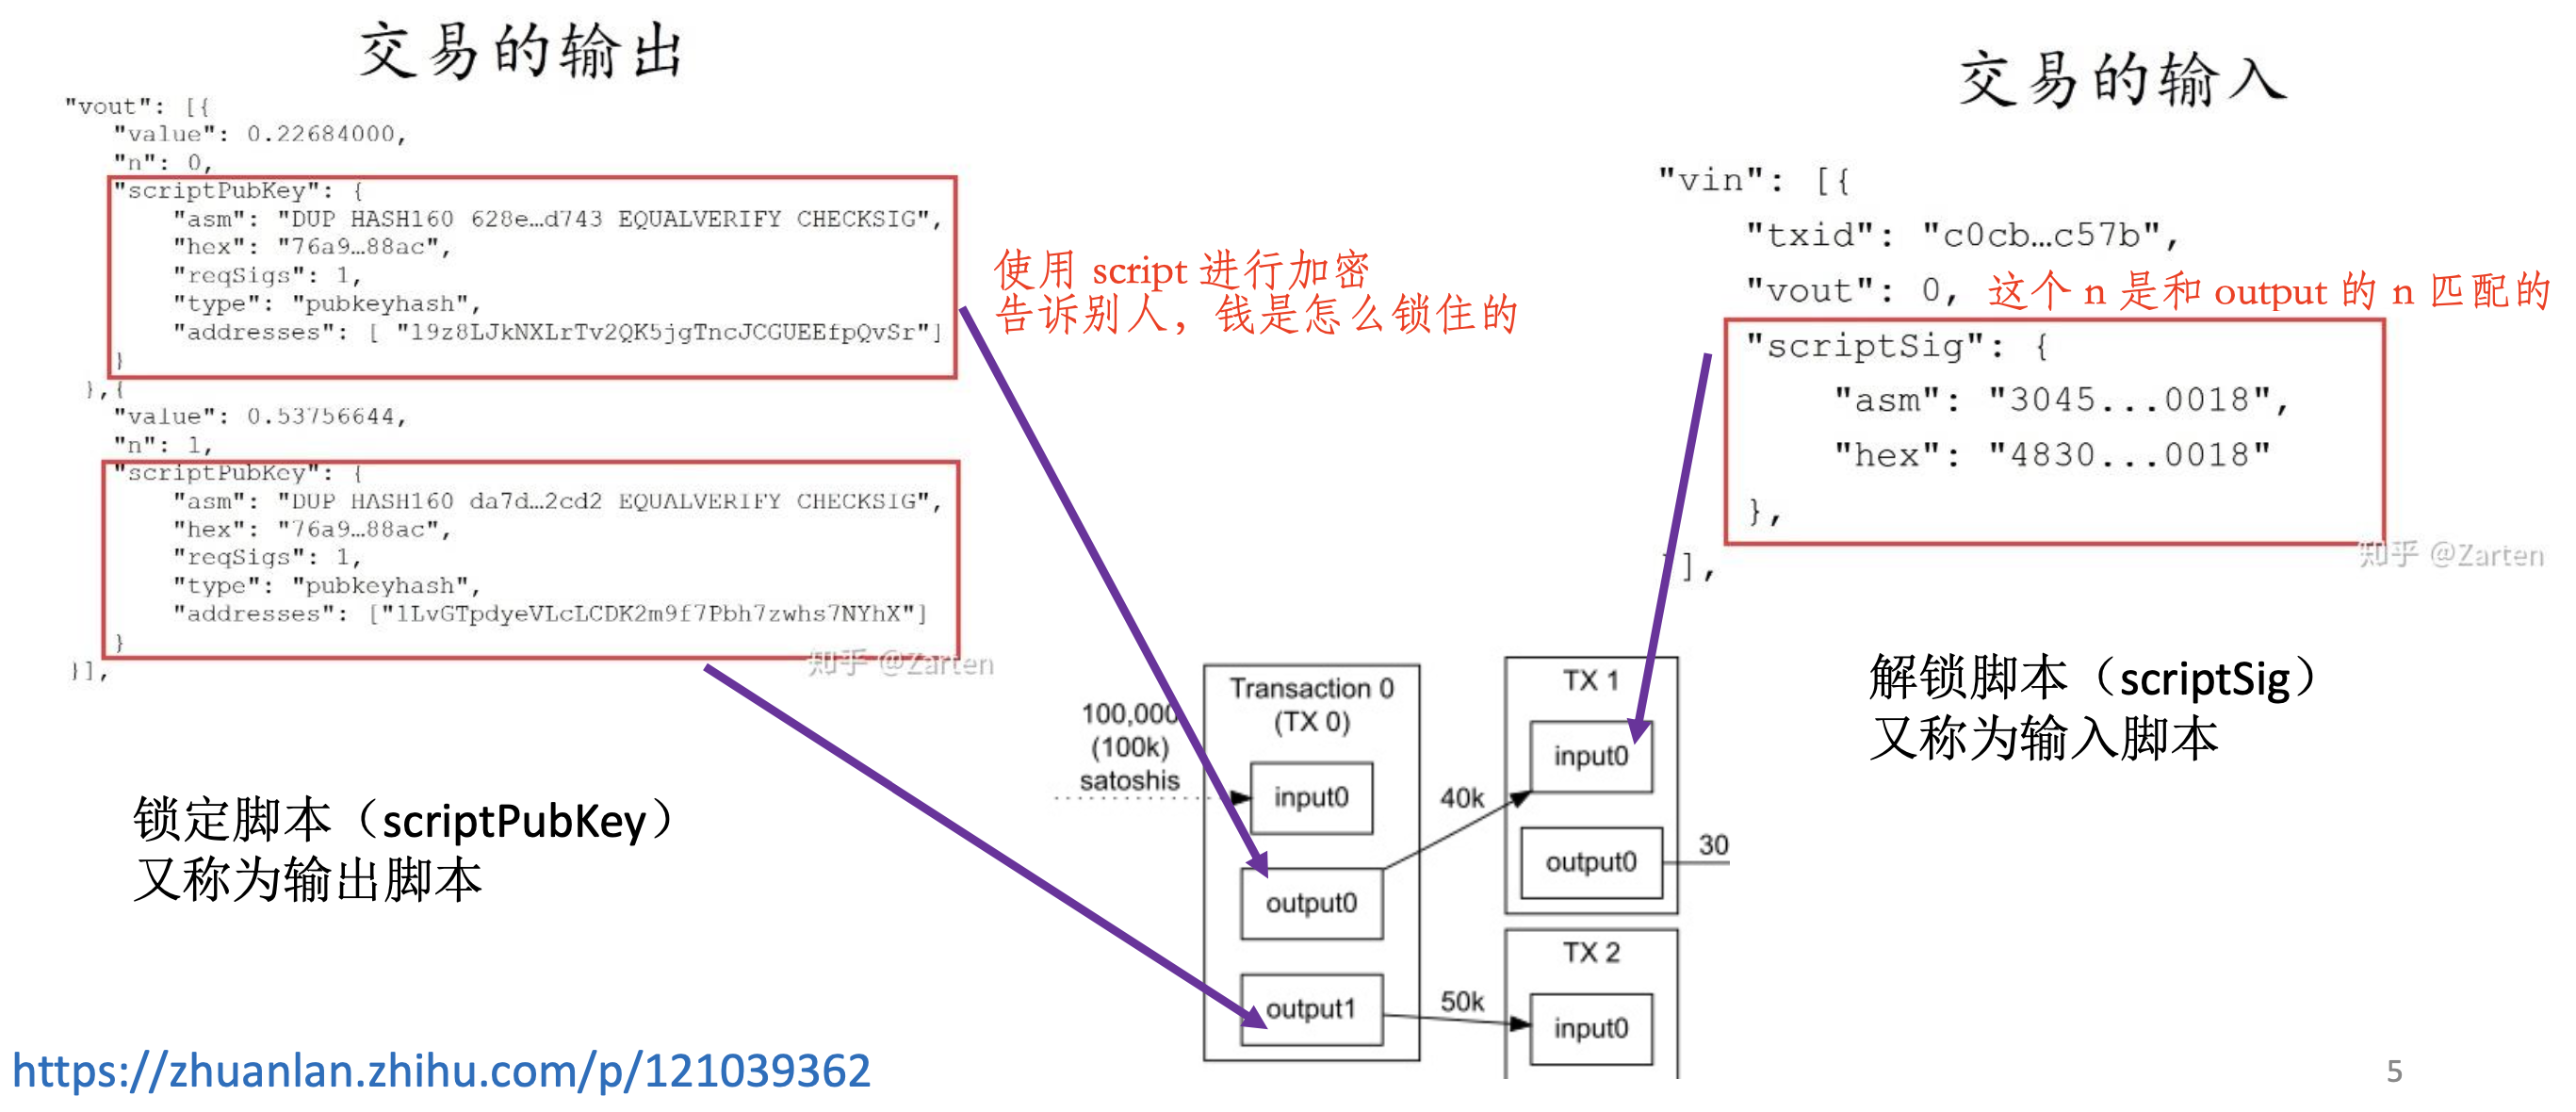 交易的输出
"vout": [{
"value": 0.22684000,
"n": 0,
"scriptPubKey": {
"asm": "DUP HASH160 628e…d743 EQUALVERIFY CHECKSIG",
"hex": "76a9…88ac",
"reqSigs": 1,
"type": "pubkeyhash",
"addresses": [ "19z8LJkNXLrTv2QK5jgTncJCGUEEfpQvSr"]
}
},{
"value": 0.53756644,
"n": 1,
"scriptPubKey": {
"asm": "DUP HASH160 da7d…2cd2 EQUALVERIFY CHECKSIG",
"hex": "76a9…88ac",
"reqSigs": 1,
"type": "pubkeyhash",
"addresses": ["1LvGTpdyeVLcLCDK2m9f7Pbh7zwhs7NYhX"]
}
}],
知乎 @Zarten
使用 script 进行加密
告诉别人，钱是怎么锁住的
交易的输入
"vin": [{
"txid": "c0cb…c57b",
"vout": 0, 这个 n 是和 output 的 n 匹配的
"scriptSig": {
"asm": "3045...0018",
"hex": "4830...0018"
},
],
知乎 @Zarten
锁定脚本（scriptPubKey）
又称为输出脚本
解锁脚本（scriptSig）
又称为输入脚本
100,000
(100k)
satoshis
Transaction 0
(TX 0)
input0
output0
output1
40k
50k
TX 1
input0
output0
30
TX 2
input0
https://zhuanlan.zhihu.com/p/121039362
5